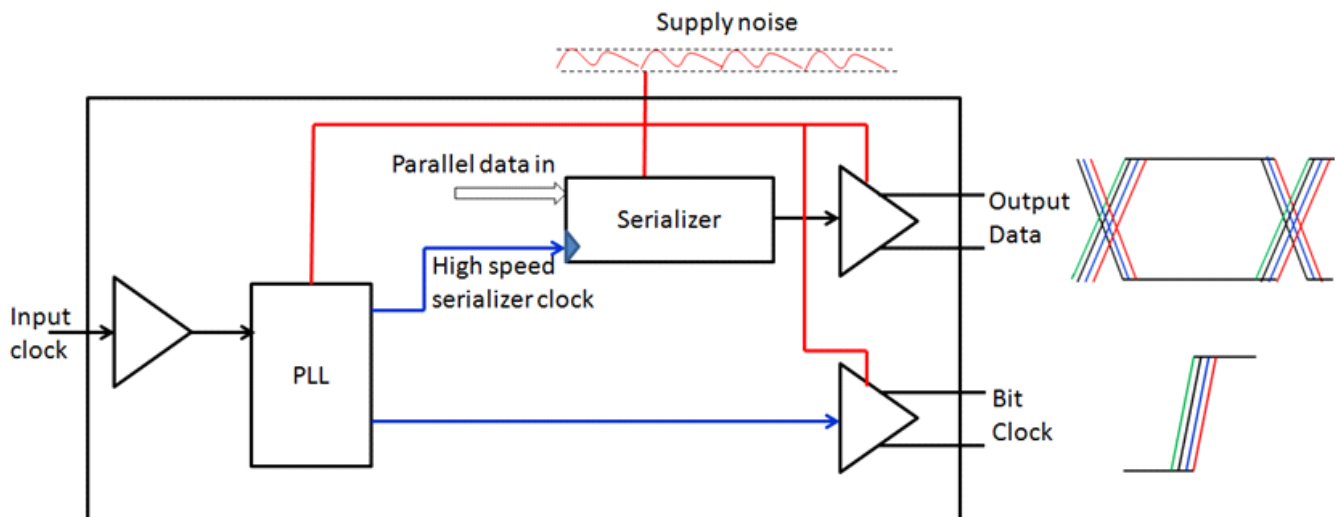 Supply noise
Parallel data in
Serializer
Output
Data
High speed
serializer clock
Input
clock
PLL
Bit
Clock